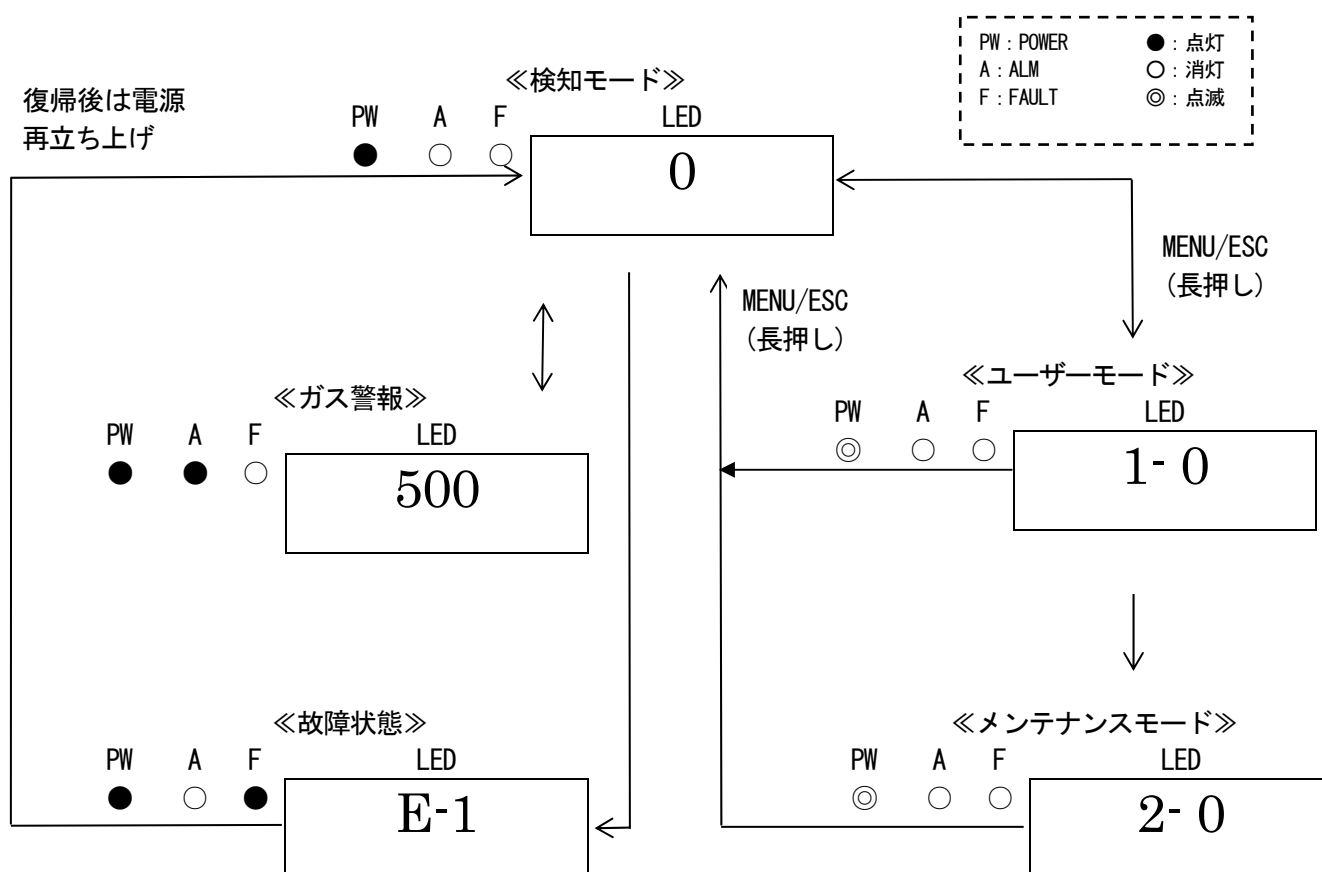 PW：POWER ●：点灯
A：ALM ○：消灯
F：FAULT ◎：点滅
≪検知モード≫
復帰後は電源
再立ち上げ
PW A F LED
● ○ ○ 0
MENU/ESC
（長押し）
MENU/ESC
（長押し）
≪ガス警報≫
PW A F LED
● ● ○ 500
≪ユーザーモード≫
PW A F LED
◎ ○ ○ 1- 0
≪故障状態≫
PW A F LED
● ○ ● E-1
≪メンテナンスモード≫
PW A F LED
◎ ○ ○ 2- 0